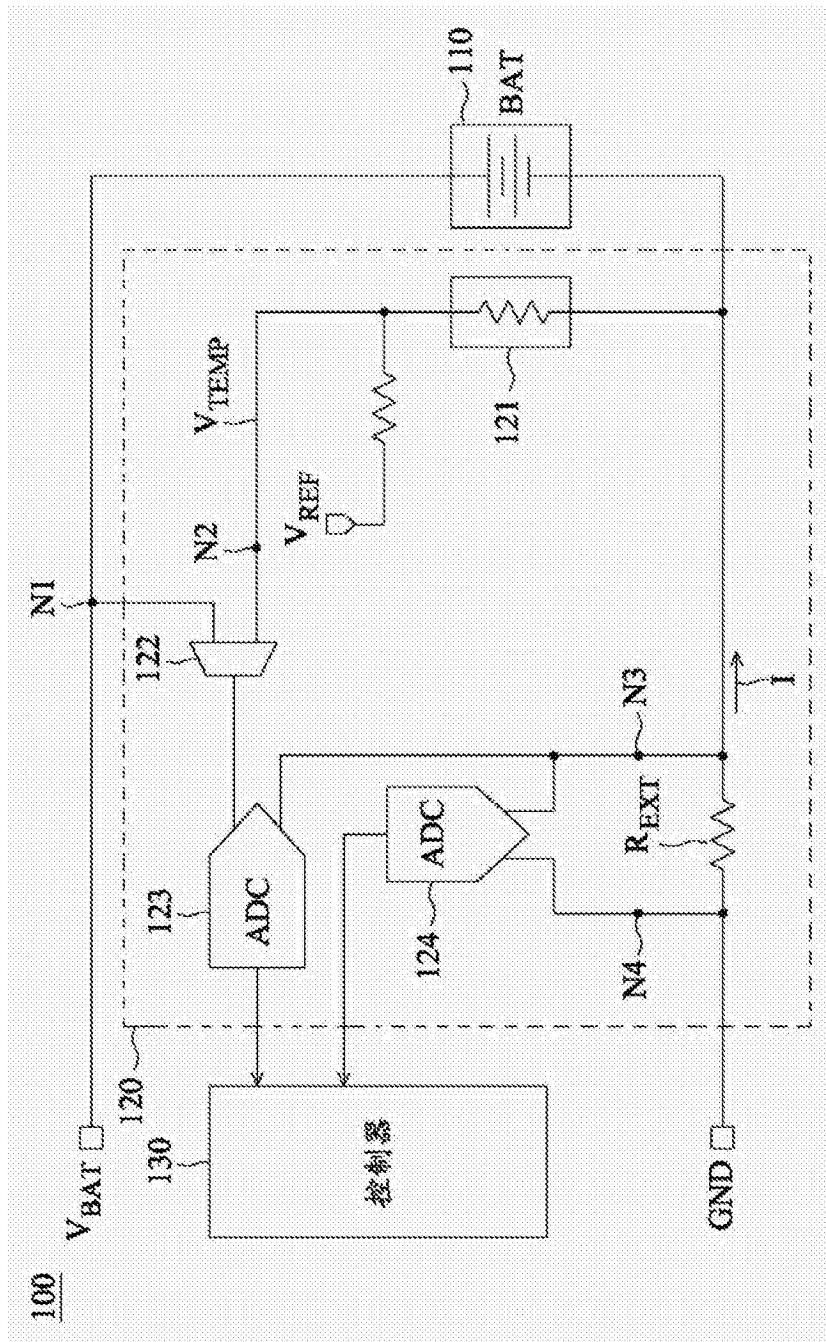 100
V_BAT
N1
110
BAT
120
130
控制器
123
ADC
122
N2
V_TEMP
V_REF
121
124
ADC
N4
N3
R_EXT
I
GND